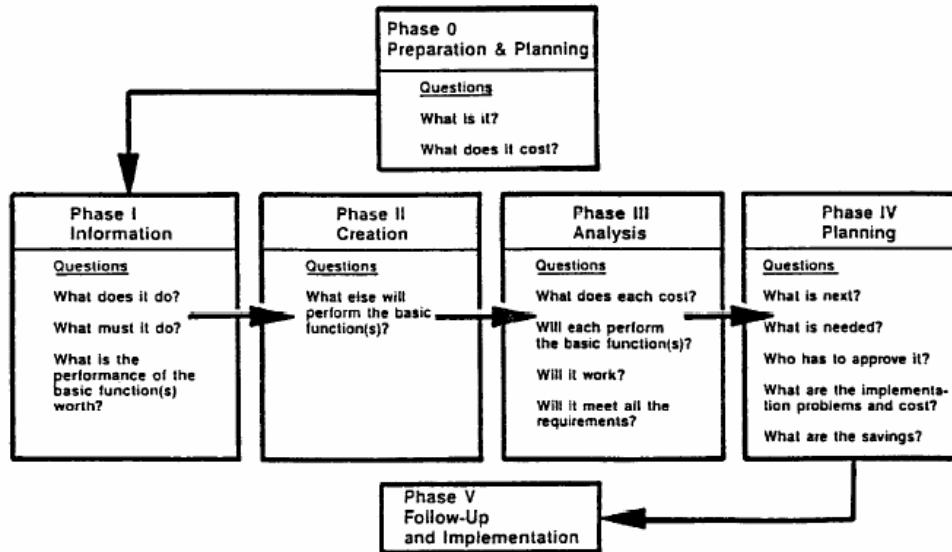 Phase 0
Preparation & Planning
Questions
What is it?
What does it cost?
Phase I
Information
Questions
What does it do?
What must it do?
What is the
performance of the
basic function(s)
worth?
Phase II
Creation
Questions
What else will
perform the basic
function(s)?
Phase III
Analysis
Questions
What does each cost?
Will each perform
the basic function(s)?
Will it work?
Will it meet all the
requirements?
Phase IV
Planning
Questions
What is next?
What is needed?
Who has to approve it?
What are the implementa-
tion problems and cost?
What are the savings?
Phase V
Follow-Up
and Implementation